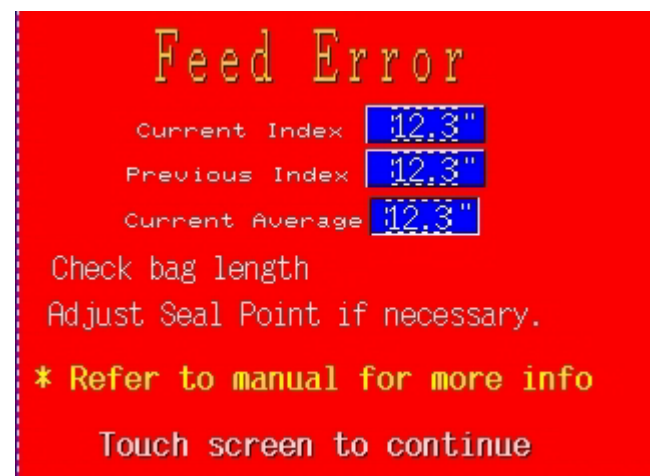 Feed Error
Current Index 12.3"
Previous Index 12.3"
Current Average 12.3"
Check bag length
Adjust Seal Point if necessary.
* Refer to manual for more info
Touch screen to continue